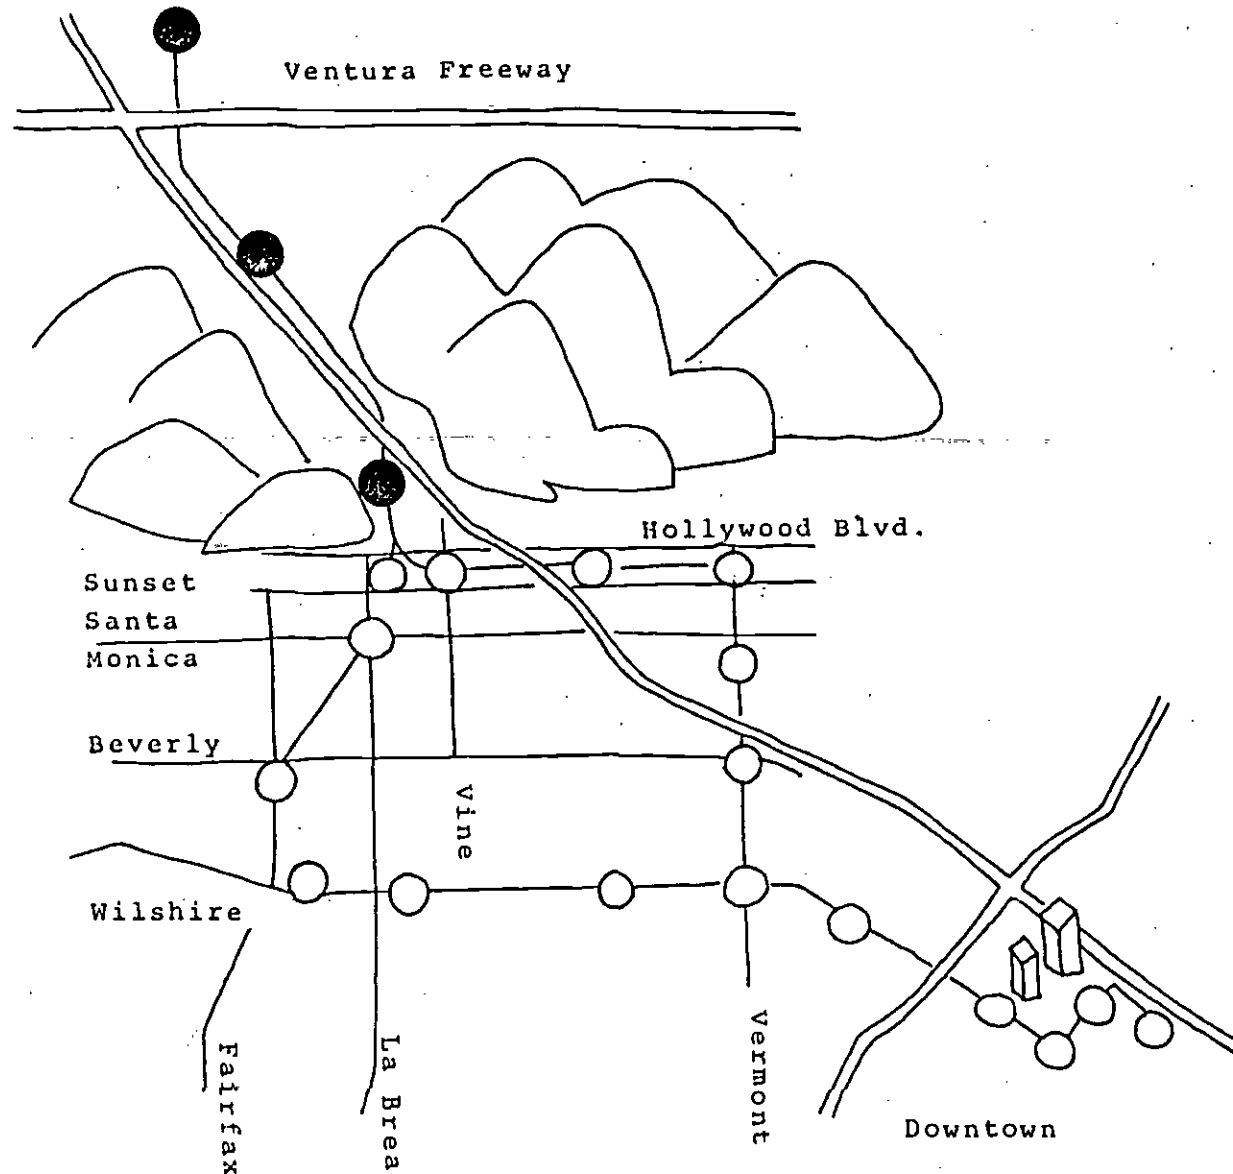 Ventura Freeway
Hollywood Blvd.
Sunset
Santa
Monica
Beverly
Vine
Wilshire
Fairfax
La Brea
Vermont
Downtown